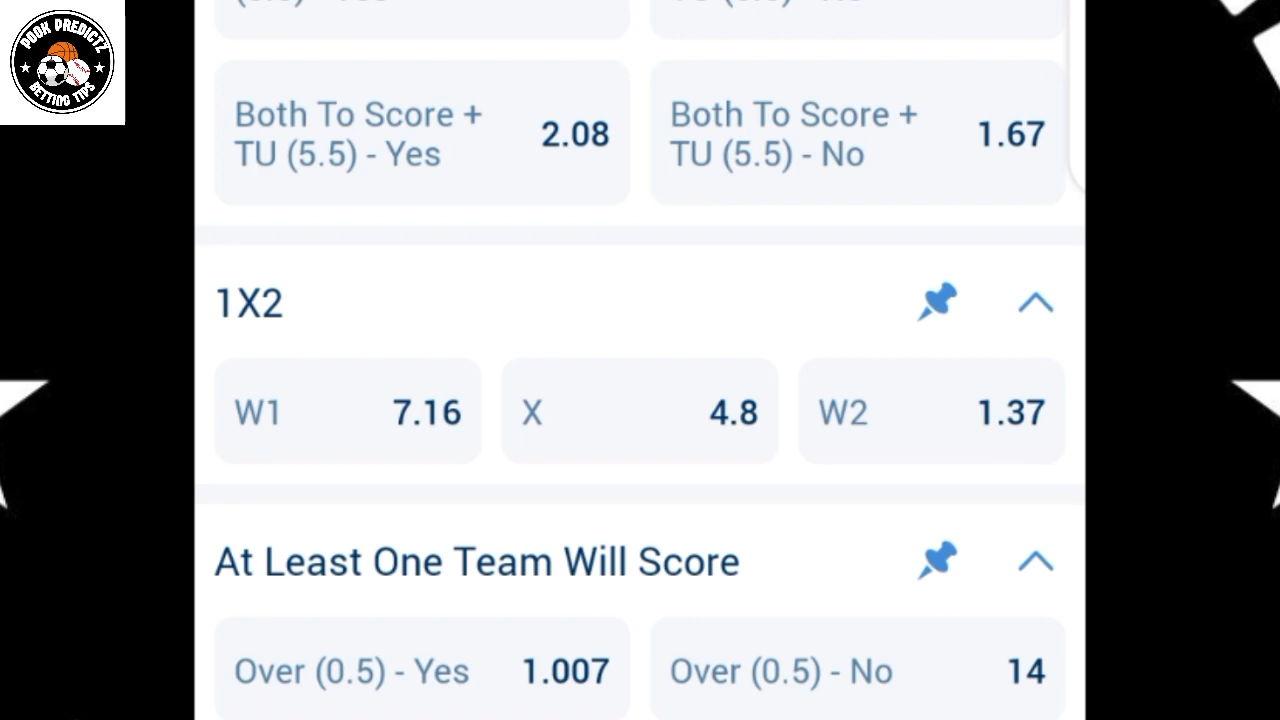 POOK PREDICTZ
BETTING TIPS
Both To Score +
TU (5.5) - Yes
2.08
Both To Score +
TU (5.5) - No
1.67
1X2
W1
7.16
X
4.8
W2
1.37
At Least One Team Will Score
Over (0.5) - Yes
1.007
Over (0.5) - No
14